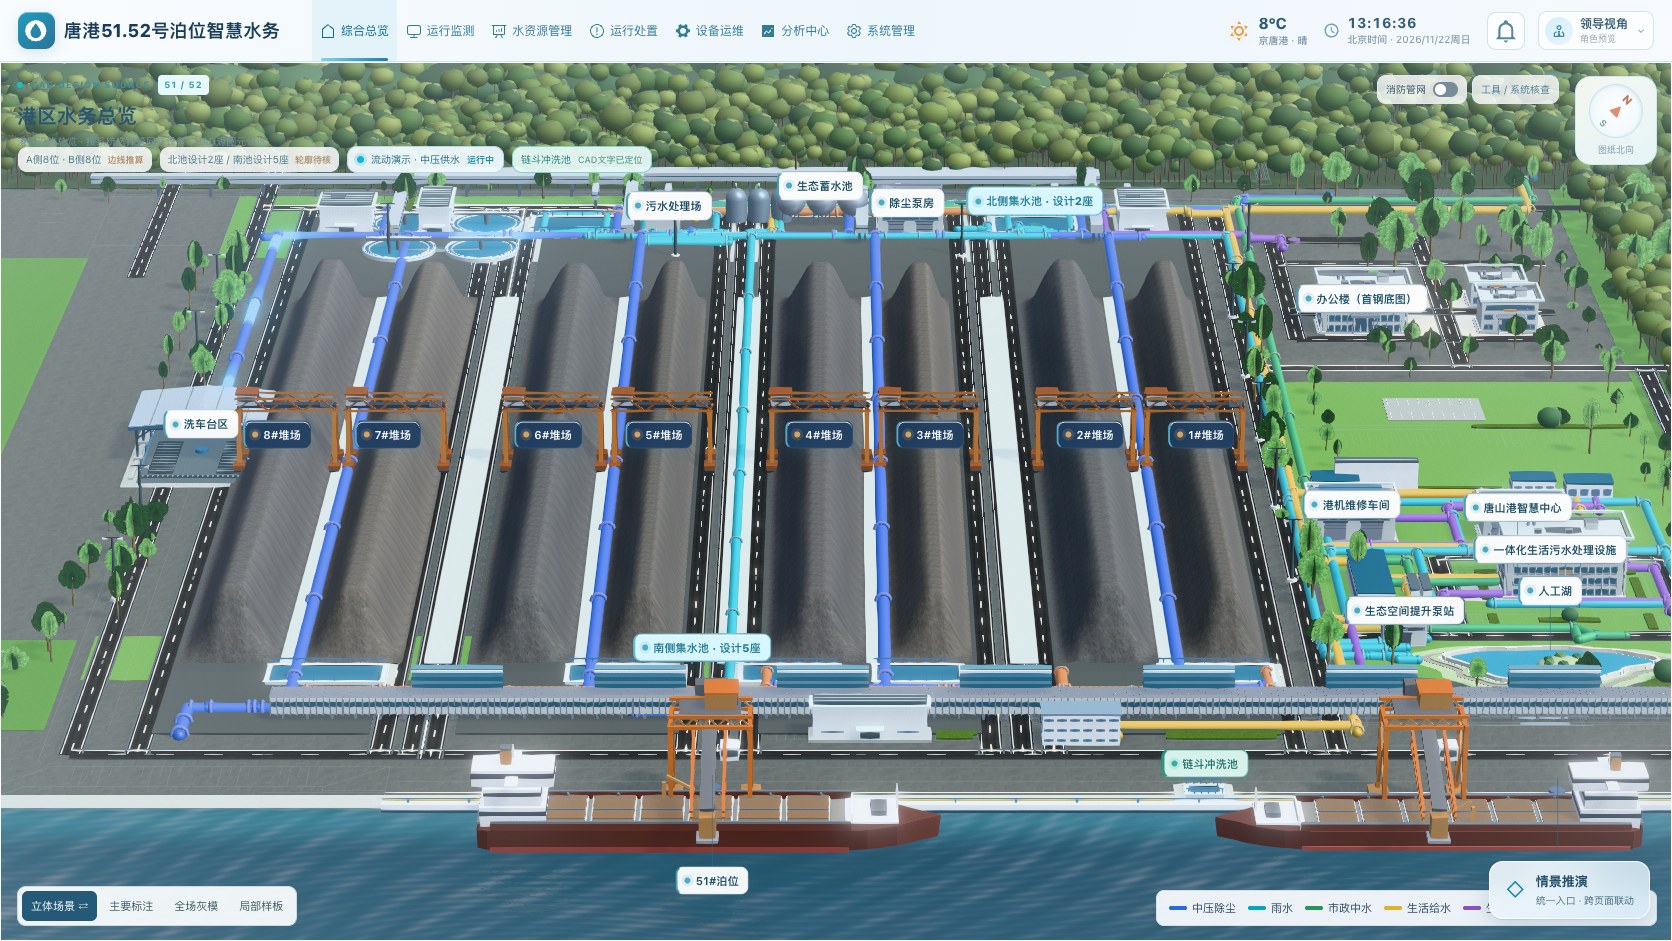 唐港51.52号泊位智慧水务
综合总览
运行监测
水资源管理
运行处置
设备运维
分析中心
系统管理
8°C
京唐港 · 晴
13:16:36
北京时间 · 2026/11/22周日
领导视角
角色预览
51 / 52
港区水务总览
A侧8位 · B侧8位 边线推算
北池设计2座 / 南池设计5座 轮廓待核
流动演示 · 中压供水 运行中
链斗冲洗池 CAD文字已定位
消防管网
工具 / 系统核查
N
S
图纸北向
污水处理场
生态蓄水池
除尘泵房
北侧集水池 · 设计2座
办公楼（首钢底图）
洗车台区
8#堆场
7#堆场
6#堆场
5#堆场
4#堆场
3#堆场
2#堆场
1#堆场
港机维修车间
唐山港智慧中心
一体化生活污水处理设施
人工湖
生态空间提升泵站
南侧集水池 · 设计5座
链斗冲洗池
51#泊位
立体场景
主要标注
全场灰模
局部样板
中压除尘
雨水
市政中水
生活给水
情景推演
统一入口 · 跨页面联动